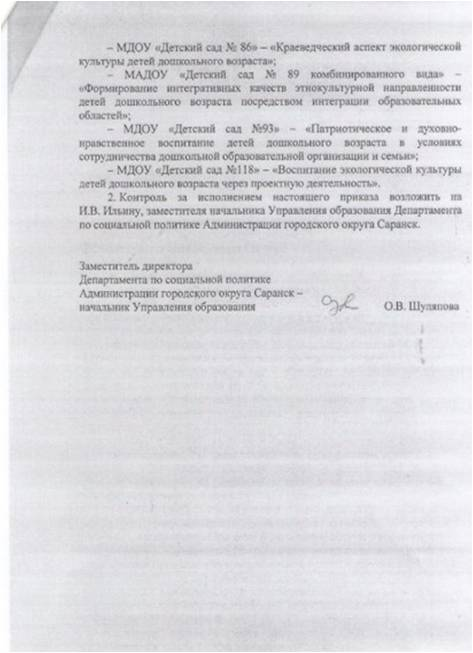 – МДОУ «Детский сад № 86» – «Краеведческий аспект экологической
культуры детей дошкольного возраста»;
– МАДОУ «Детский сад № 89 комбинированного вида» –
«Формирование интегративных качеств этнокультурной направленности
детей дошкольного возраста посредством интеграции образовательных
областей»;
– МДОУ «Детский сад №93» – «Патриотическое и духовно-
нравственное воспитание детей дошкольного возраста в условиях
сотрудничества дошкольной образовательной организации и семьи»;
– МДОУ «Детский сад №118» – «Воспитание экологической культуры
детей дошкольного возраста через проектную деятельность».
2. Контроль за исполнением настоящего приказа возложить на
И.В. Ильину, заместителя начальника Управления образования Департамента
по социальной политике Администрации городского округа Саранск.
Заместитель директора
Департамента по социальной политике
Администрации городского округа Саранск –
начальник Управления образования О.В. Шуляпова